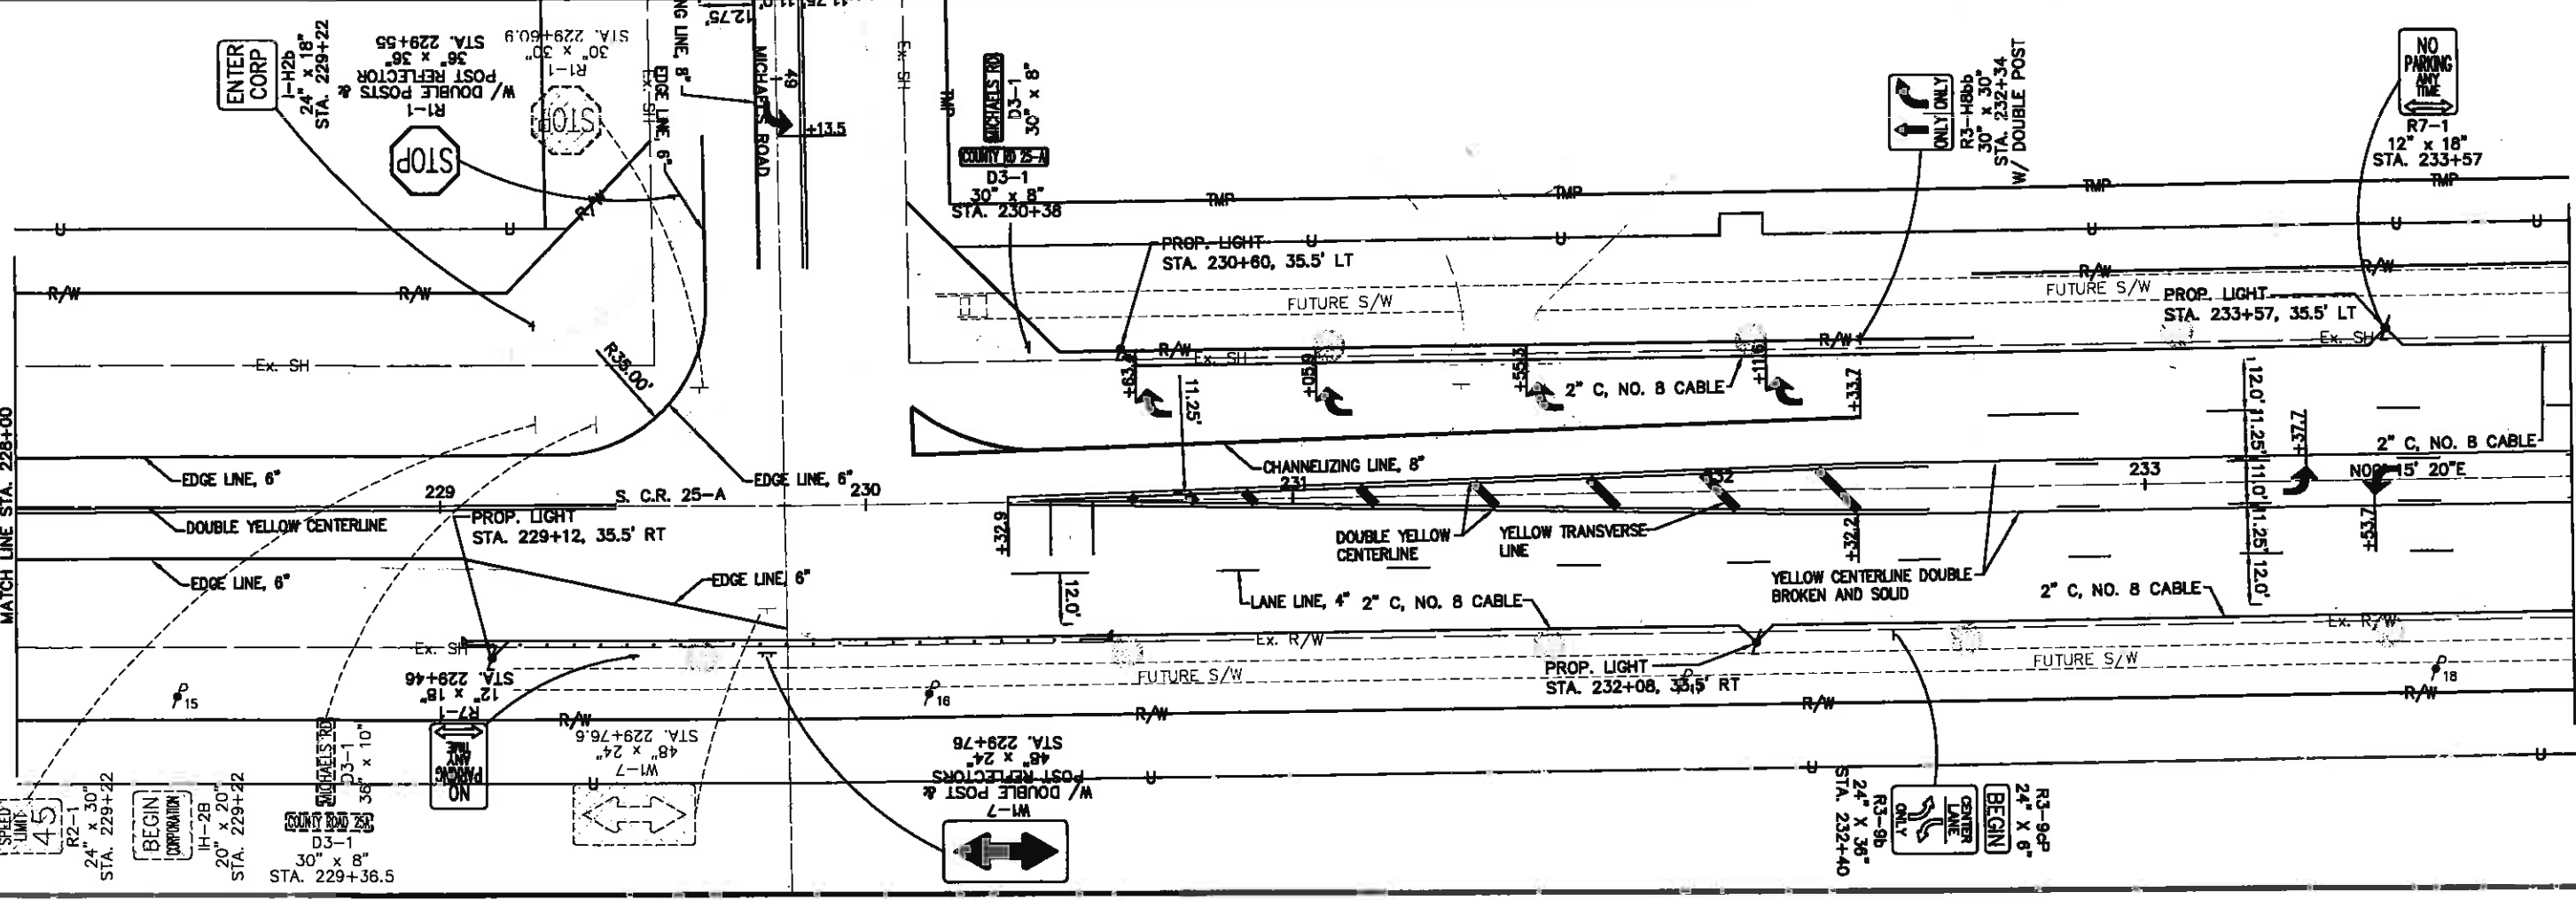 ENTER
CORP
I-H2b
24" x 18"
STA. 229+22
STOP
R1-1
W/ DOUBLE POSTS &
POST REFLECTOR
36" x 36"
STA. 229+55
STOP
R1-1
30" x 30"
STA. 229+60.9
Ex. SH
EDGE LINE, 6"
NG LINE, 8"
12.75'
MICHAELS ROAD
49
+13.5
Ex. SH
TMP
MICHAELS RD
D3-1
30" x 8"
COUNTY RD 25-A
D3-1
30" x 8"
STA. 230+38
ONLY ONLY
R3-H8bb
30" x 30"
STA. 232+34
W/ DOUBLE POST
NO
PARKING
ANY
TIME
R7-1
12" x 18"
STA. 233+57
TMP
TMP
TMP
TMP
U
U
R/W
U
U
U
U
U
PROP. LIGHT
STA. 230+60, 35.5' LT
R/W
R/W
R/W
R/W
FUTURE S/W
FUTURE S/W
PROP. LIGHT
STA. 233+57, 35.5' LT
R/W
Ex. SH
R/W
Ex. SH
Ex. SH
R35.00'
+05.9
+55.3
+33.7
11.25'
2" C, NO. 8 CABLE
12.0'
11.25'
11.0'
11.25'
12.0'
+37.7
2" C, NO. 8 CABLE
MATCH LINE STA. 228+00
EDGE LINE, 6"
EDGE LINE, 6"
CHANNELIZING LINE, 8"
229
S. C.R. 25-A
230
231
232
233
15' 20"E
DOUBLE YELLOW CENTERLINE
PROP. LIGHT
STA. 229+12, 35.5' RT
+32.9
DOUBLE YELLOW
CENTERLINE
YELLOW TRANSVERSE
LINE
+32.2
+53.7
EDGE LINE, 6"
EDGE LINE, 6"
12.0'
LANE LINE, 4"
2" C, NO. 8 CABLE
YELLOW CENTERLINE DOUBLE
BROKEN AND SOLID
2" C, NO. 8 CABLE
Ex. SH
Ex. R/W
Ex. R/W
FUTURE S/W
PROP. LIGHT
STA. 232+08, 35.5' RT
FUTURE S/W
P
15
P
16
P
18
R/W
R/W
R/W
R/W
NO
PARKING
ANY
TIME
R7-1
12" x 18"
STA. 229+46
W1-7
48" x 24"
STA. 229+76.6
W1-7
W/ DOUBLE POST &
POST REFLECTORS
48" x 24"
STA. 229+76
U
U
U
U
SPEED
LIMIT
45
R2-1
24" x 30"
STA. 229+22
BEGIN
CORPORATION
IH-2B
20" x 20"
STA. 229+22
MICHAELS RD
D3-1
36" x 10"
COUNTY ROAD 25A
D3-1
30" x 8"
STA. 229+36.5
CENTER
LANE
ONLY
R3-9b
24" X 36"
STA. 232+40
BEGIN
R3-9cP
24" X 6"